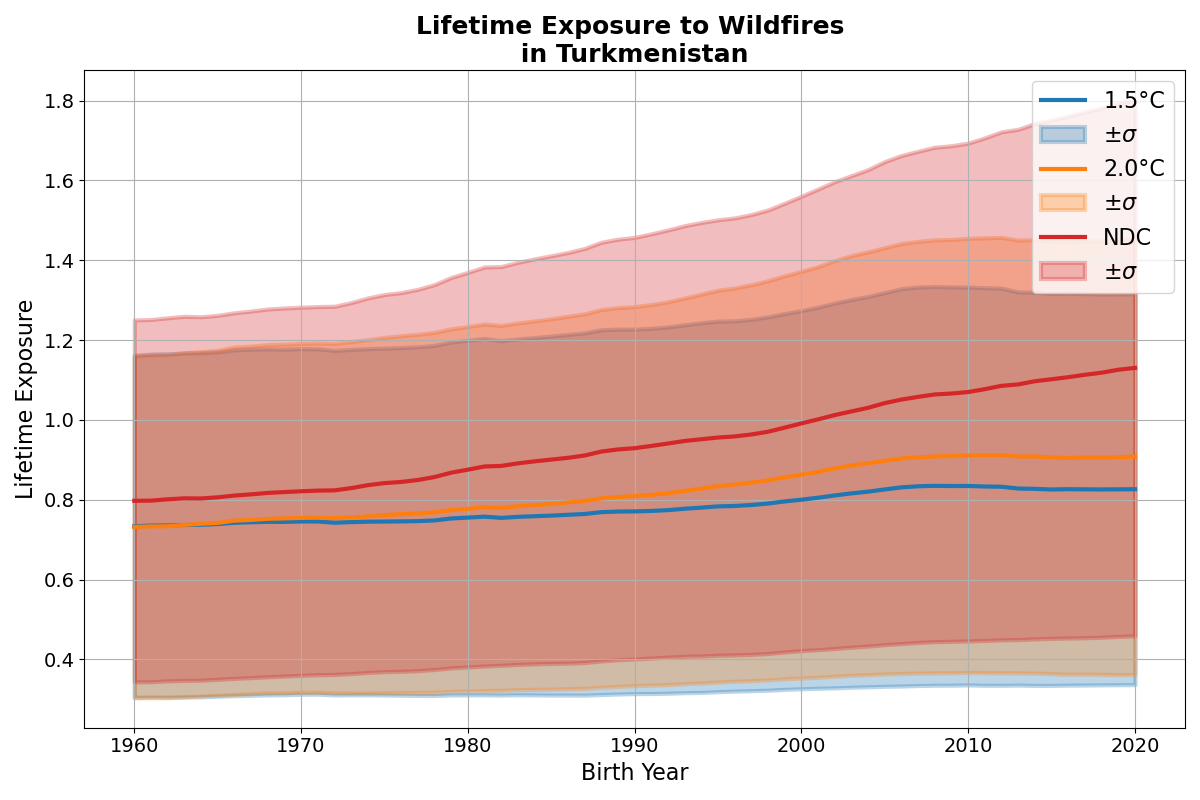 Lifetime Exposure to Wildfires
in Turkmenistan
1.8
1.6
1.4
1.2
1.0
0.8
0.6
0.4
Lifetime Exposure
1960
1970
1980
1990
2000
2010
2020
Birth Year
1.5°C
±σ
2.0°C
±σ
NDC
±σ